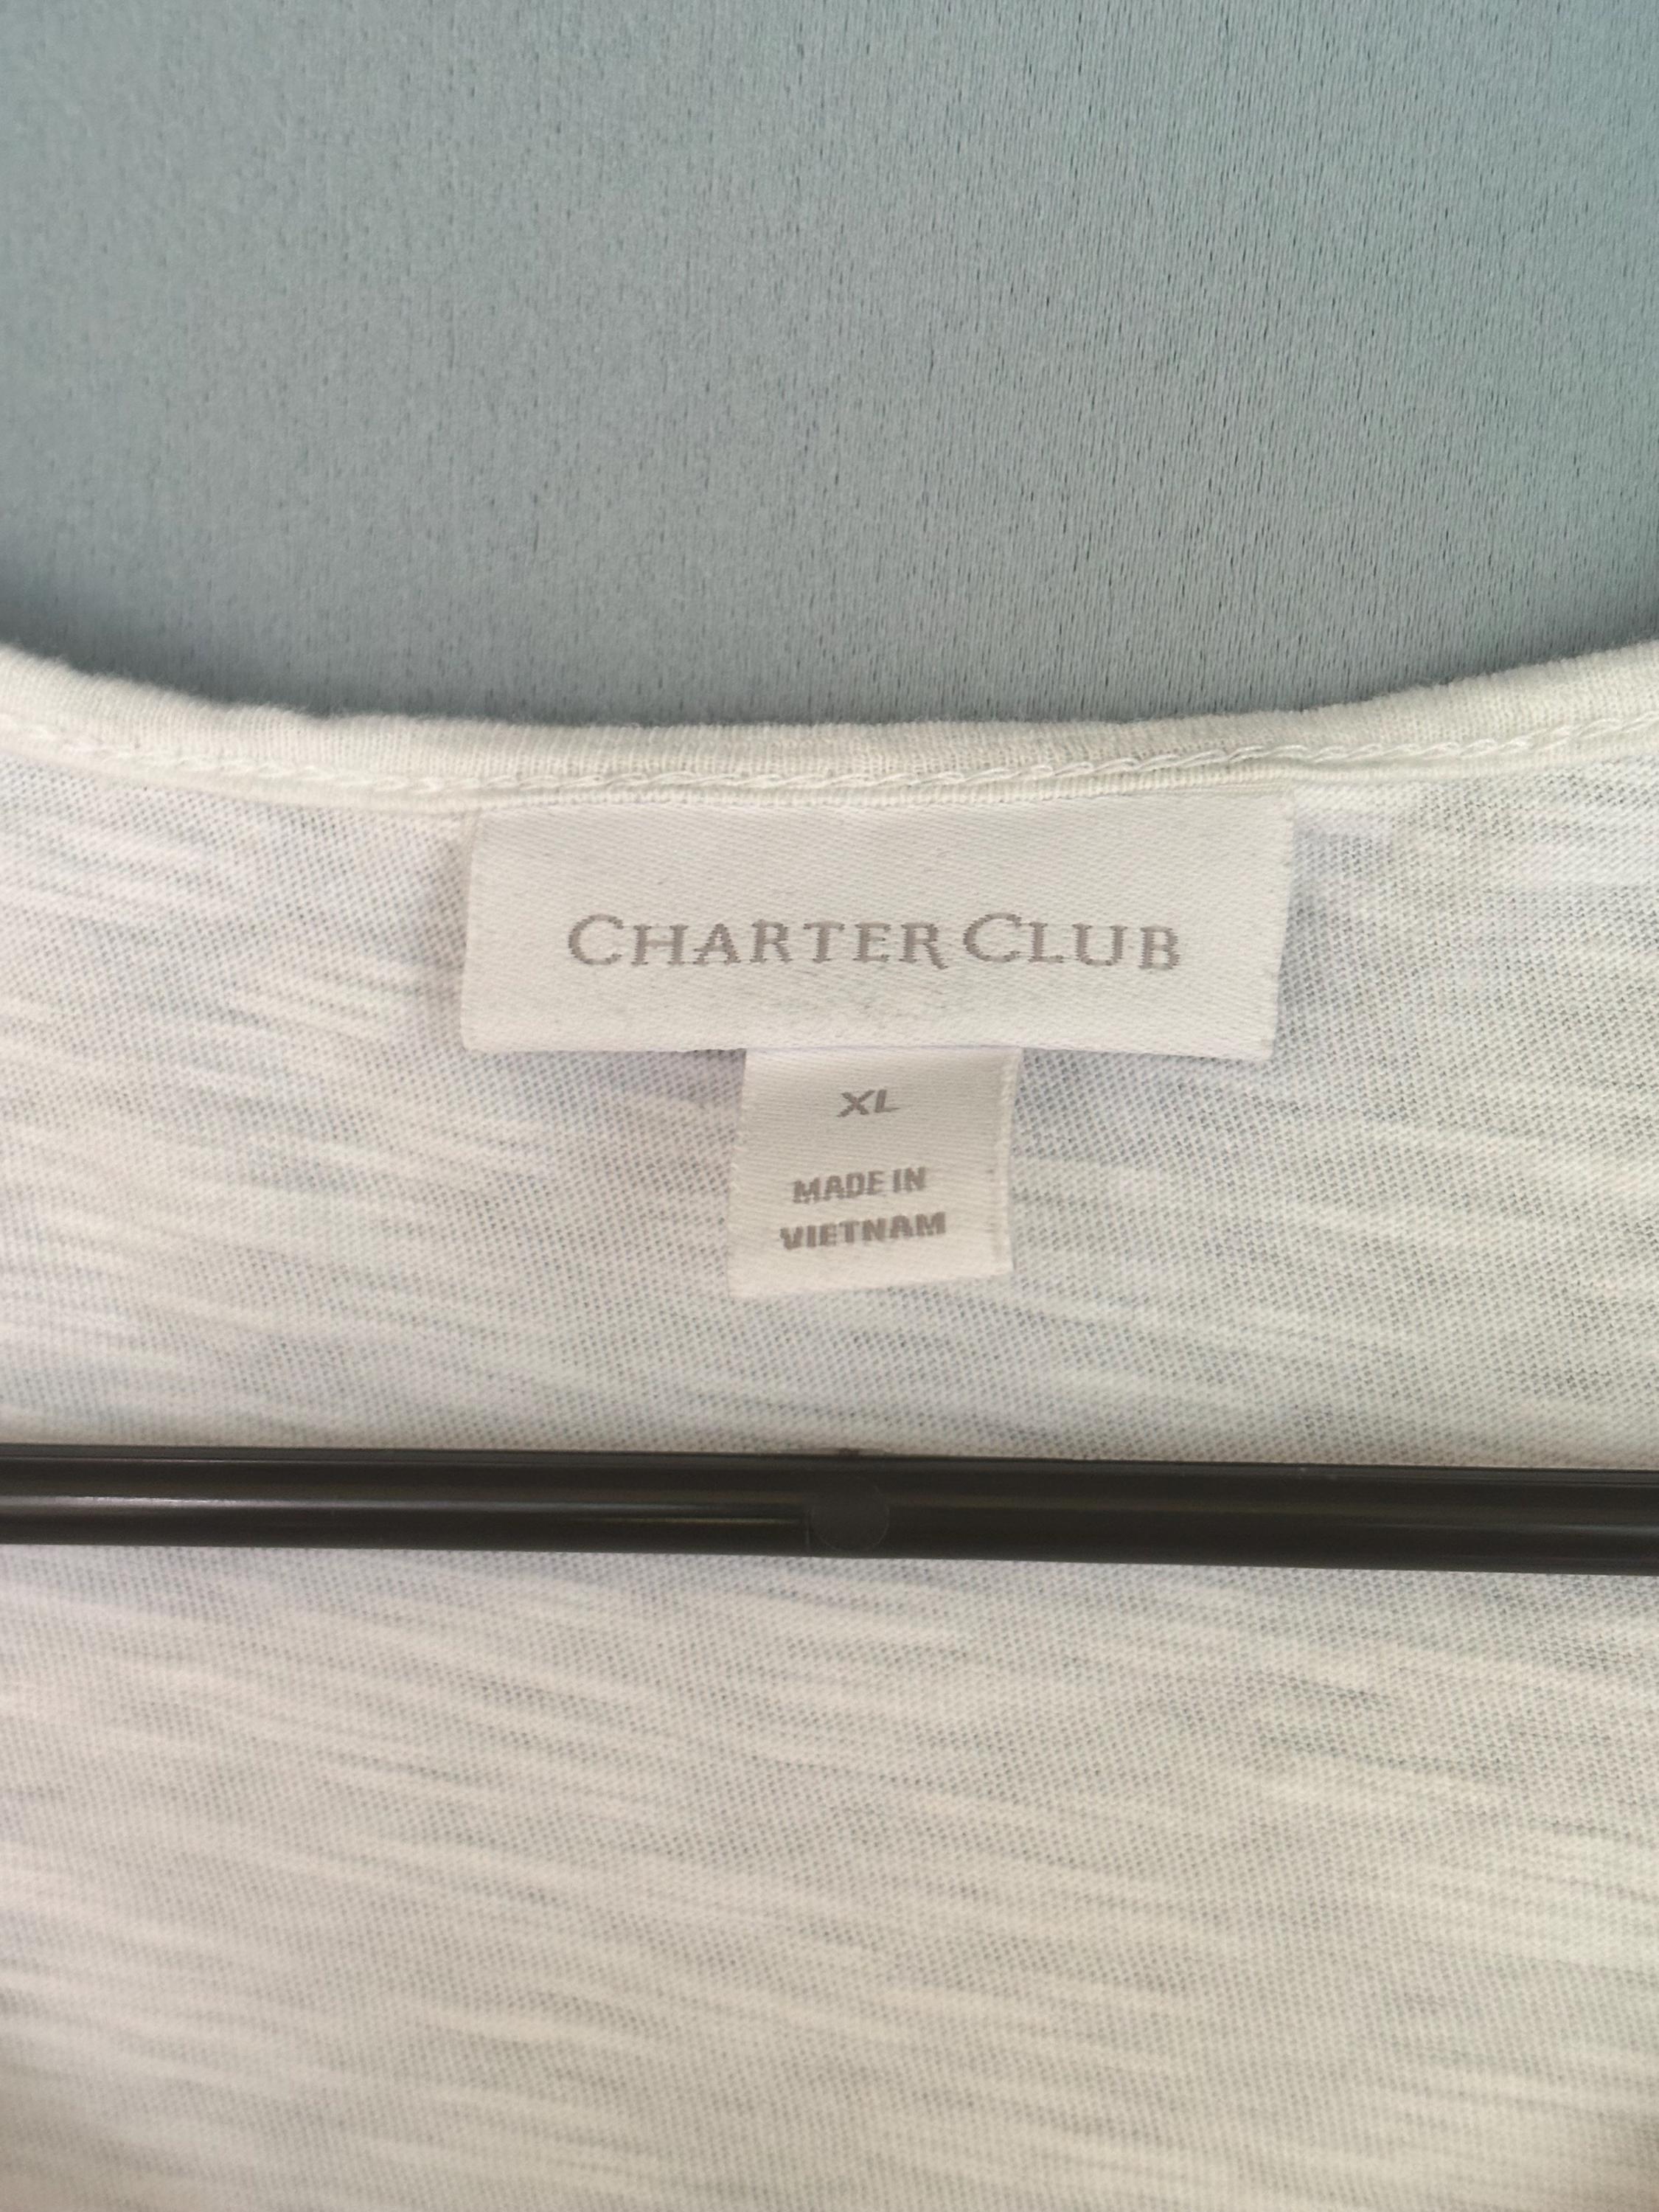 CHARTER CLUB
XL
MADE IN
VIETNAM